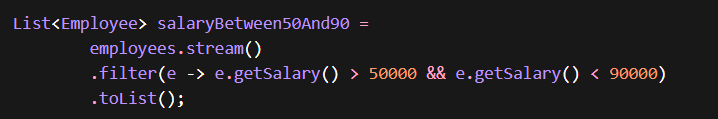 List<Employee> salaryBetween50And90 =
        employees.stream()
        .filter(e -> e.getSalary() > 50000 && e.getSalary() < 90000)
        .toList();